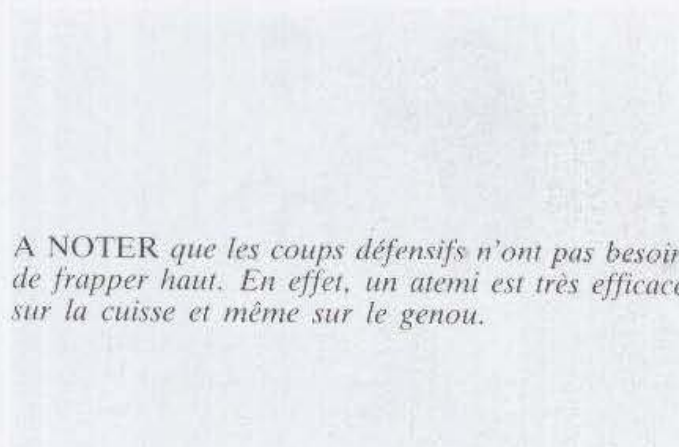 A NOTER que les coups défensifs n'ont pas besoin
de frapper haut. En effet, un atemi est très efficace
sur la cuisse et même sur le genou.